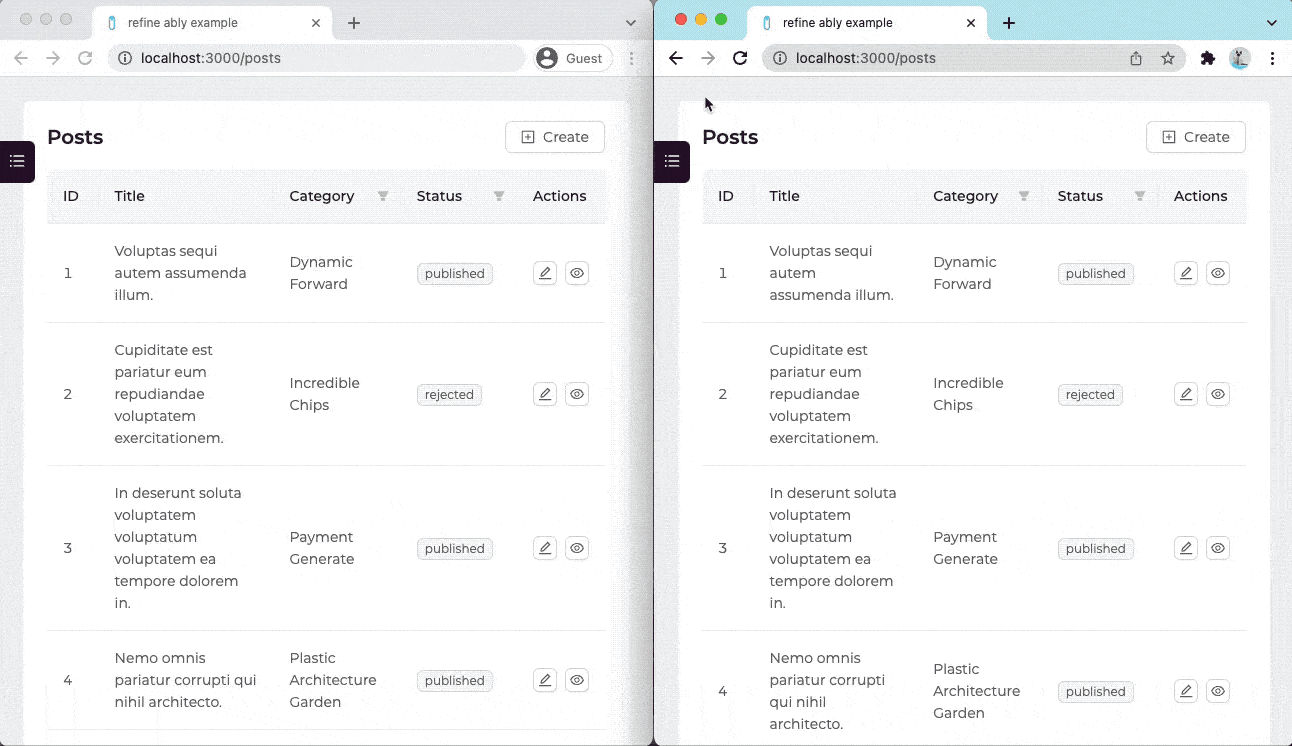 refine ably example
localhost:3000/posts
Guest
Posts
Create
ID Title Category Status Actions
1
Voluptas sequi
autem assumenda
illum.
Dynamic
Forward
published
2
Cupiditate est
pariatur eum
repudiandae
voluptatem
exercitationem.
Incredible
Chips
rejected
3
In deserunt soluta
voluptatem
voluptatum
voluptatem ea
tempore dolorem
in.
Payment
Generate
published
4
Nemo omnis
pariatur corrupti qui
nihil architecto.
Plastic
Architecture
Garden
published
refine ably example
localhost:3000/posts
Posts
Create
ID Title Category Status Actions
1
Voluptas sequi
autem
assumenda illum.
Dynamic
Forward
published
2
Cupiditate est
pariatur eum
repudiandae
voluptatem
exercitationem.
Incredible
Chips
rejected
3
In deserunt soluta
voluptatem
voluptatum
voluptatem ea
tempore dolorem
in.
Payment
Generate
published
4
Nemo omnis
pariatur corrupti
qui nihil
architecto.
Plastic
Architecture
Garden
published